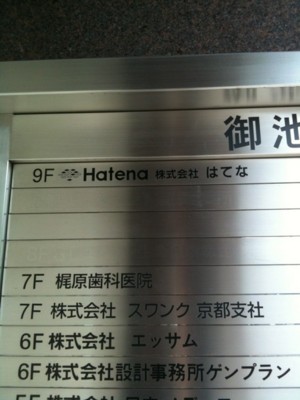 御池
9F Hatena 株式会社 はてな
7F 梶原歯科医院
7F 株式会社 スワンク 京都支社
6F 株式会社 エッサム
6F 株式会社設計事務所ゲンプラン
5F